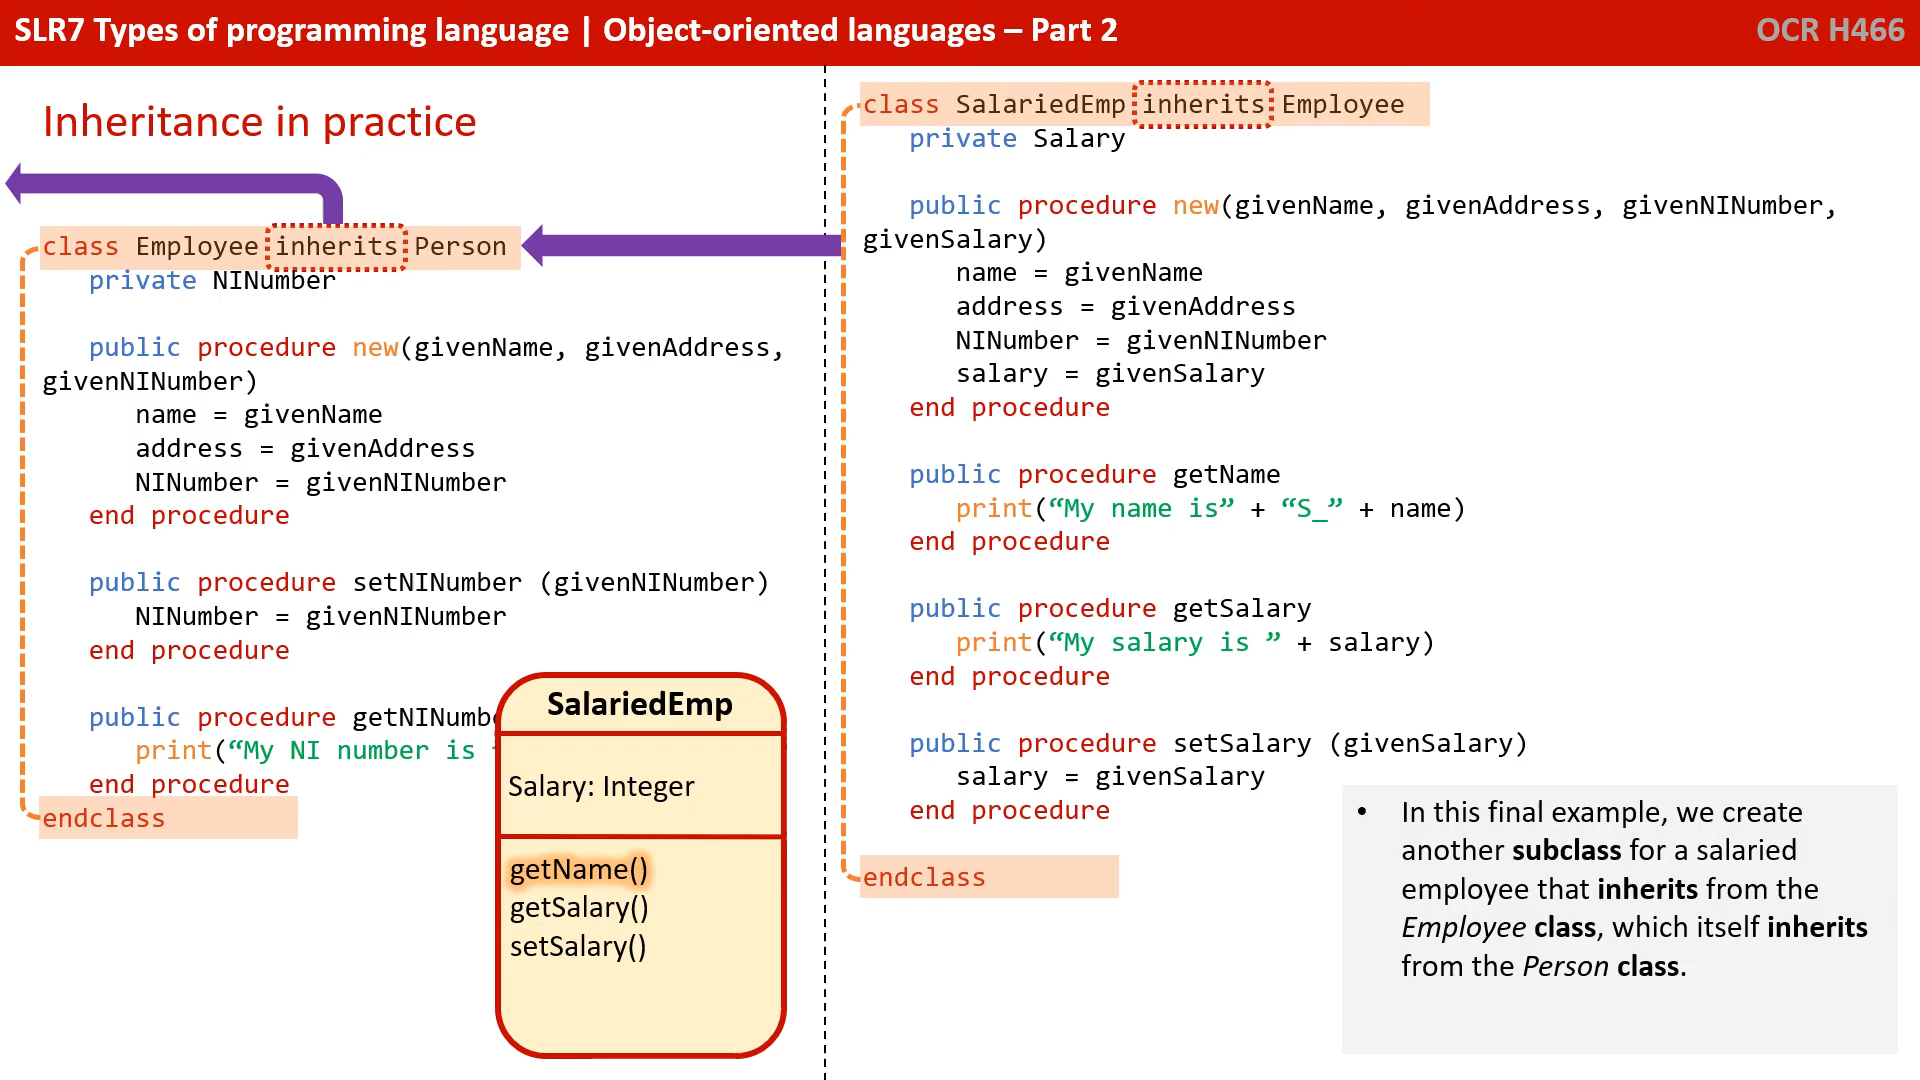 SLR7 Types of programming language | Object-oriented languages – Part 2
OCR H466
Inheritance in practice
class Employee inherits Person
private NINumber
public procedure new(givenName, givenAddress,
givenNINumber)
name = givenName
address = givenAddress
NINumber = givenNINumber
end procedure
public procedure setNINumber (givenNINumber)
NINumber = givenNINumber
end procedure
public procedure
print(“My NI number is
end procedure
endclass
SalariedEmp
Salary: Integer
getName()
getSalary()
setSalary()
class SalariedEmp inherits Employee
private Salary
public procedure new(givenName, givenAddress, givenNINumber,
givenSalary)
name = givenName
address = givenAddress
NINumber = givenNINumber
salary = givenSalary
end procedure
public procedure getName
print(“My name is” + “S_” + name)
end procedure
public procedure getSalary
print(“My salary is ” + salary)
end procedure
public procedure setSalary (givenSalary)
salary = givenSalary
end procedure
endclass
• In this final example, we create
another subclass for a salaried
employee that inherits from the
Employee class, which itself inherits
from the Person class.